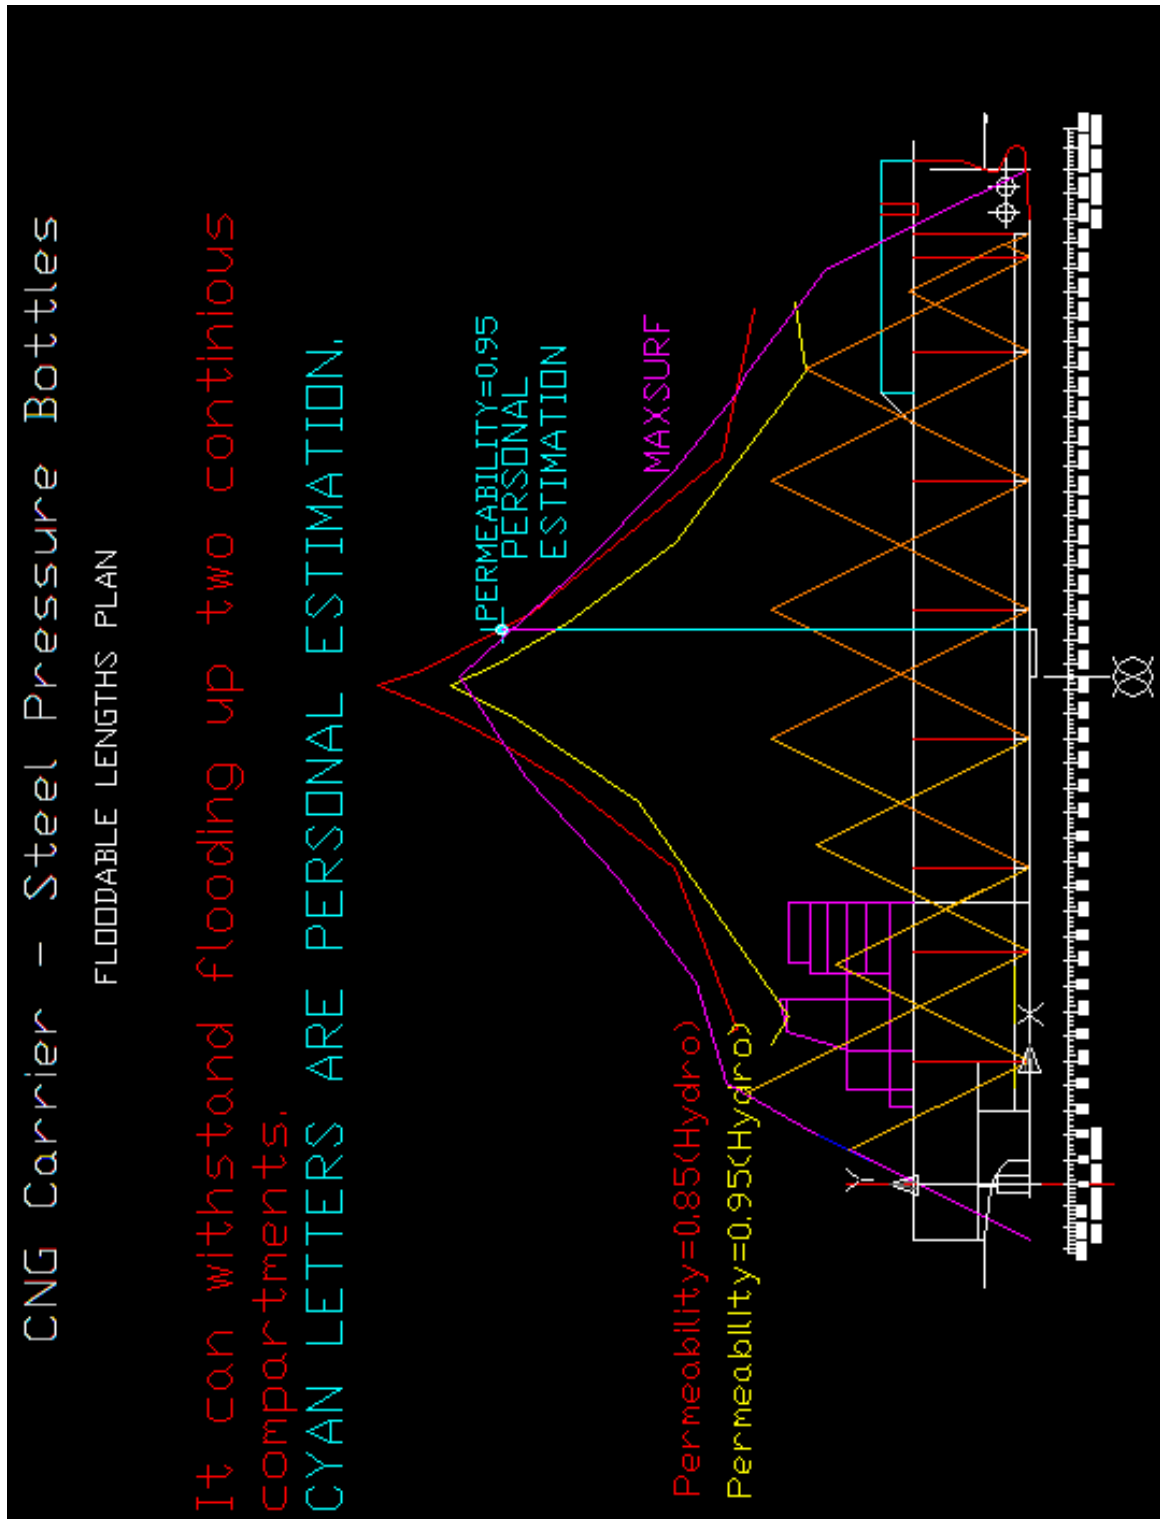 CNG Carrier - Steel Pressure Bottles
FLOODABLE LENGTHS PLAN
It can withstand flooding up two continious
compartments.
CYAN LETTERS ARE PERSONAL ESTIMATION.
PERMEABILITY=0.95
PERSONAL
ESTIMATION
MAXSURF
Permeability=0.85(Hydro)
Permeability=0.95(Hydro)
Y
X